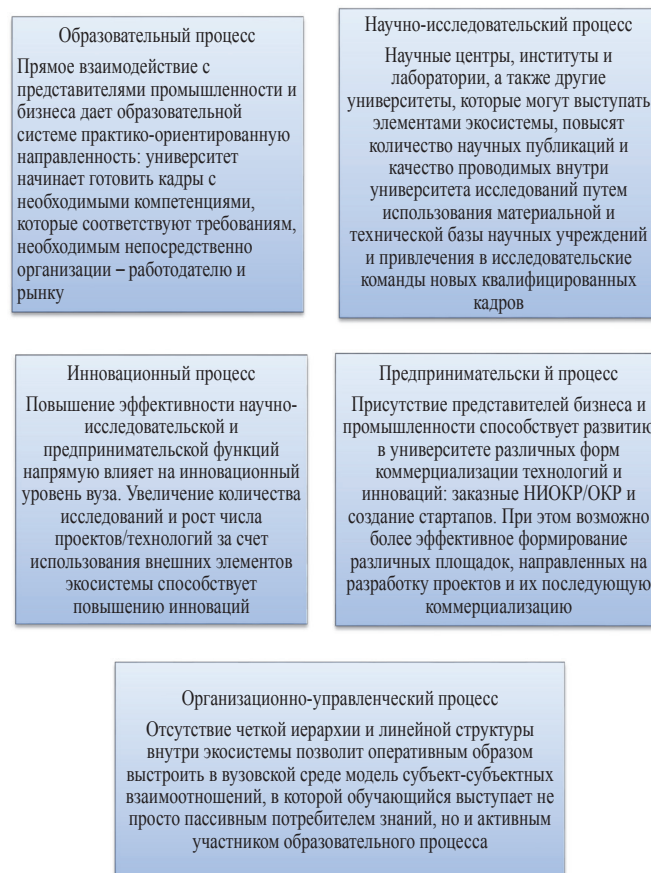 Образовательный процесс
Прямое взаимодействие с
представителями промышленности и
бизнеса дает образовательной
системе практико-ориентированную
направленность: университет
начинает готовить кадры с
необходимыми компетенциями,
которые соответствуют требованиям,
необходимым непосредственно
организации – работодателю и
рынку
Научно-исследовательский процесс
Научные центры, институты и
лаборатории, а также другие
университеты, которые могут выступать
элементами экосистемы, повысят
количество научных публикаций и
качество проводимых внутри
университета исследований путем
использования материальной и
технической базы научных учреждений
и привлечения в исследовательские
команды новых квалифицированных
кадров
Инновационный процесс
Повышение эффективности научно-
исследовательской и
предпринимательской функций
напрямую влияет на инновационный
уровень вуза. Увеличение количества
исследований и рост числа
проектов/технологий за счет
использования внешних элементов
экосистемы способствует
повышению инноваций
Предпринимательски й процесс
Присутствие представителей бизнеса и
промышленности способствует развитию
в университете различных форм
коммерциализации технологий и
инноваций: заказные НИОКР/ОКР и
создание стартапов. При этом возможно
более эффективное формирование
различных площадок, направленных на
разработку проектов и их последующую
коммерциализацию
Организационно-управленческий процесс
Отсутствие четкой иерархии и линейной структуры
внутри экосистемы позволит оперативным образом
выстроить в вузовской среде модель субъект-субъектных
взаимоотношений, в которой обучающийся выступает не
просто пассивным потребителем знаний, но и активным
участником образовательного процесса